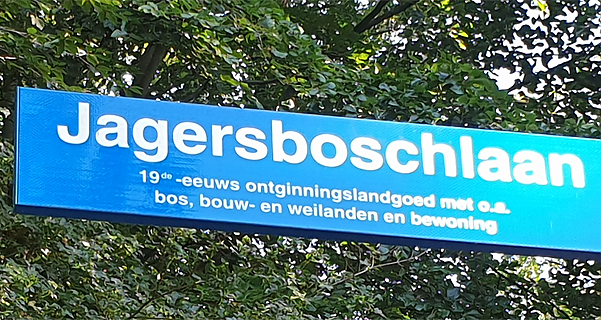 Jagersboschlaan
19de-eeuws ontginningslandgoed met o.a.
bos, bouw- en weilanden en bewoning